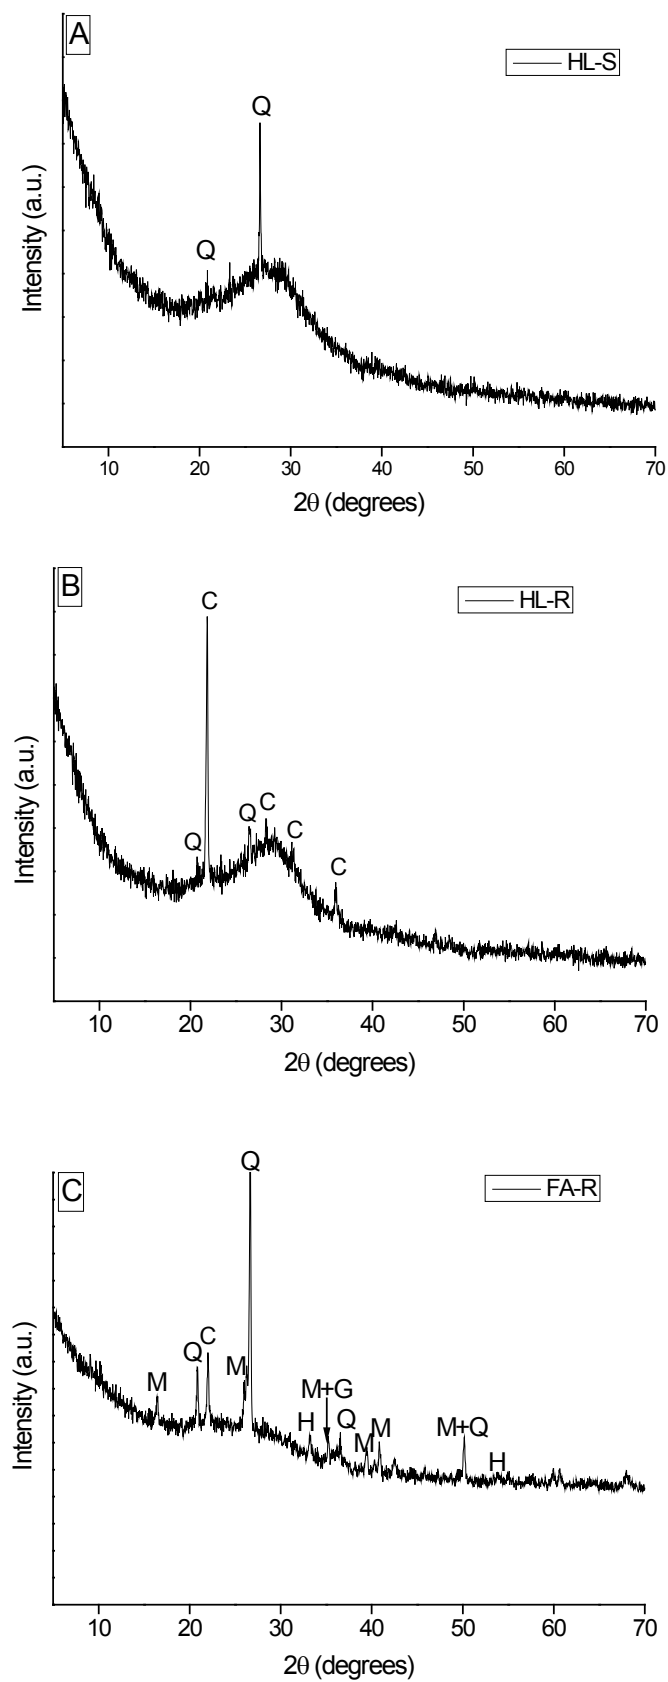 A
HL-S
Q
Q
Intensity (a.u.)
10 20 30 40 50 60 70
2θ (degrees)
B
HL-R
C
Q
Q
C
C
C
Intensity (a.u.)
10 20 30 40 50 60 70
2θ (degrees)
C
Q
FA-R
M
Q
C
M
M+G
H
Q
M
M
M+Q
H
Intensity (a.u.)
10 20 30 40 50 60 70
2θ (degrees)